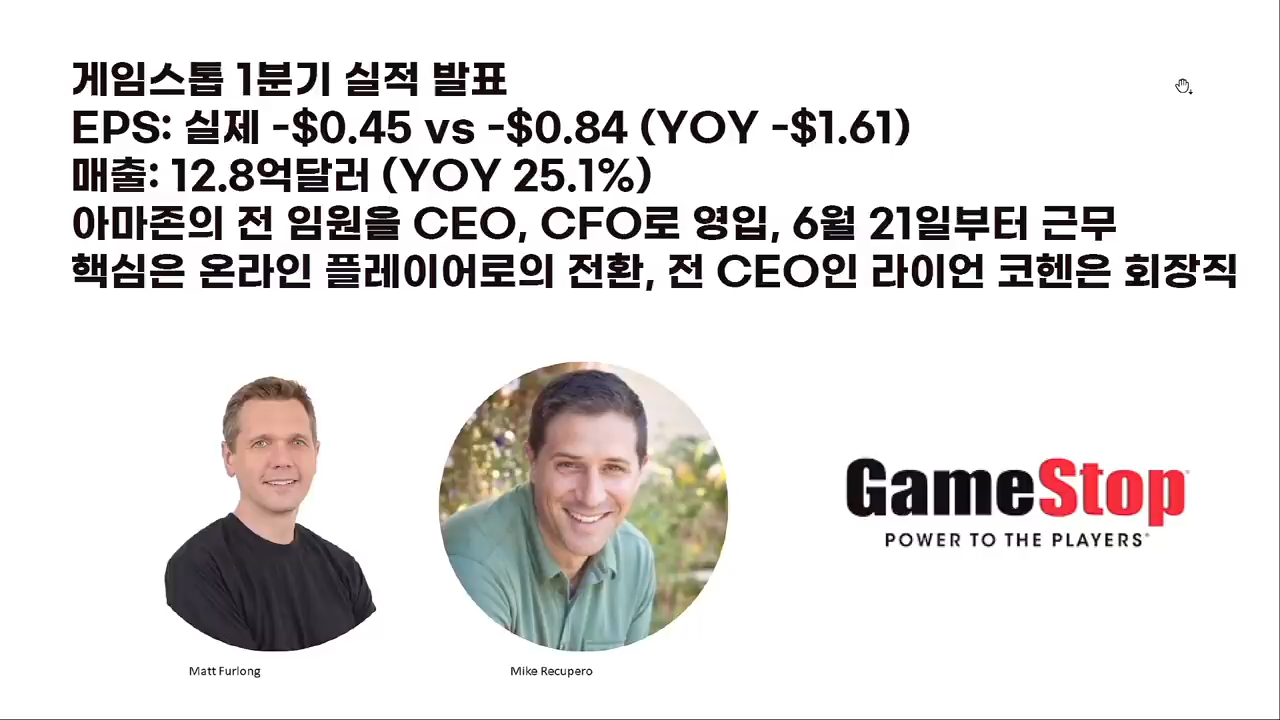 게임스톱 1분기 실적 발표
EPS: 실제 -$0.45 vs -$0.84 (YOY -$1.61)
매출: 12.8억달러 (YOY 25.1%)
아마존의 전 임원을 CEO, CFO로 영입, 6월 21일부터 근무
핵심은 온라인 플레이어로의 전환, 전 CEO인 라이언 코헨은 회장직
GameStop
POWER TO THE PLAYERS
Matt Furlong
Mike Recupero